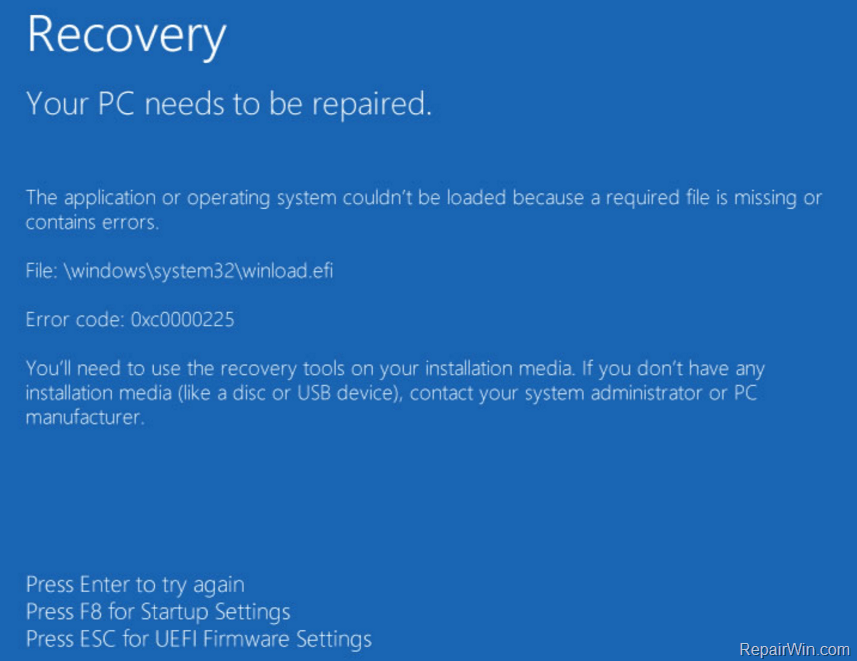 Recovery
Your PC needs to be repaired.
The application or operating system couldn't be loaded because a required file is missing or
contains errors.
File: \windows\system32\winload.efi
Error code: 0xc0000225
You'll need to use the recovery tools on your installation media. If you don't have any
installation media (like a disc or USB device), contact your system administrator or PC
manufacturer.
Press Enter to try again
Press F8 for Startup Settings
Press ESC for UEFI Firmware Settings
RepairWin.com